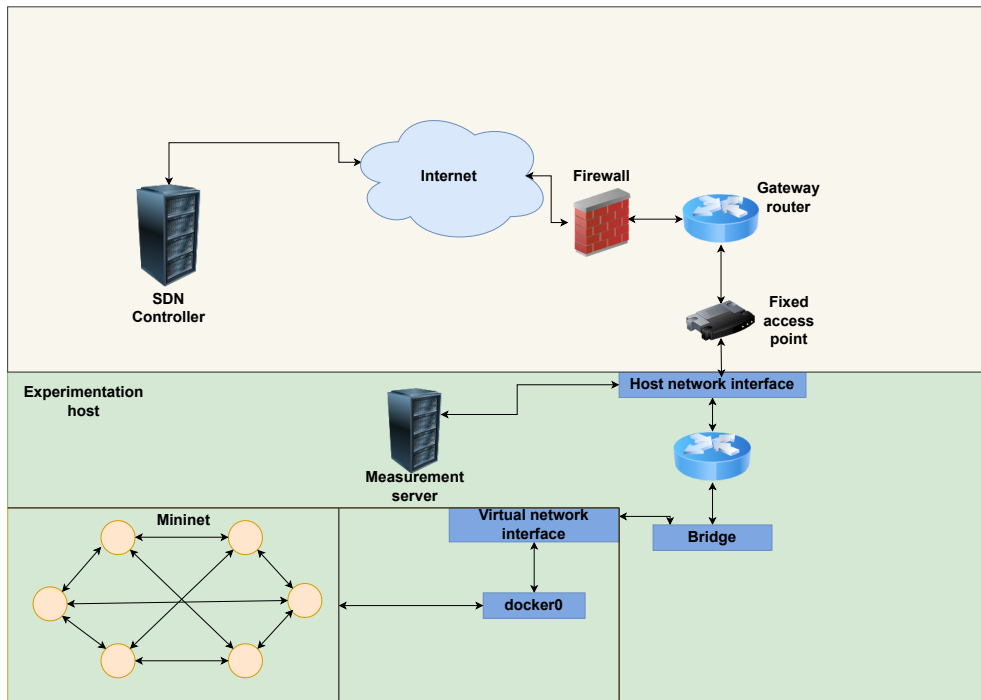 Internet
Firewall
Gateway
router
SDN
Controller
Fixed
access
point
Experimentation
host
Host network interface
Measurement
server
Mininet
Virtual network
interface
Bridge
docker0